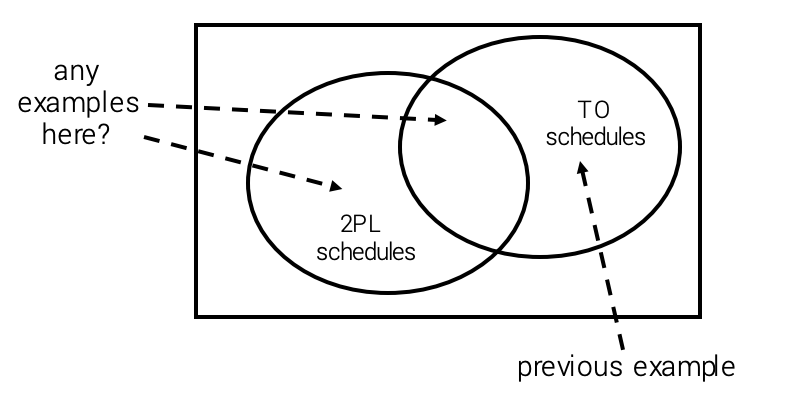 any
examples
here?
TO
schedules
2PL
schedules
previous example